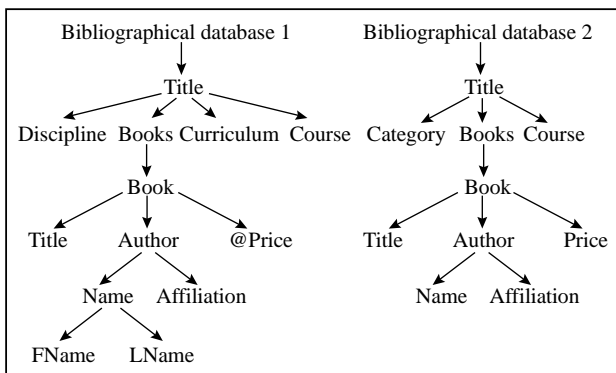 Bibliographical database 1 Bibliographical database 2
Title Title
Discipline Books Curriculum Course Category Books Course
Book Book
Title Author @Price Title Author Price
Name Affiliation Name Affiliation
FName LName